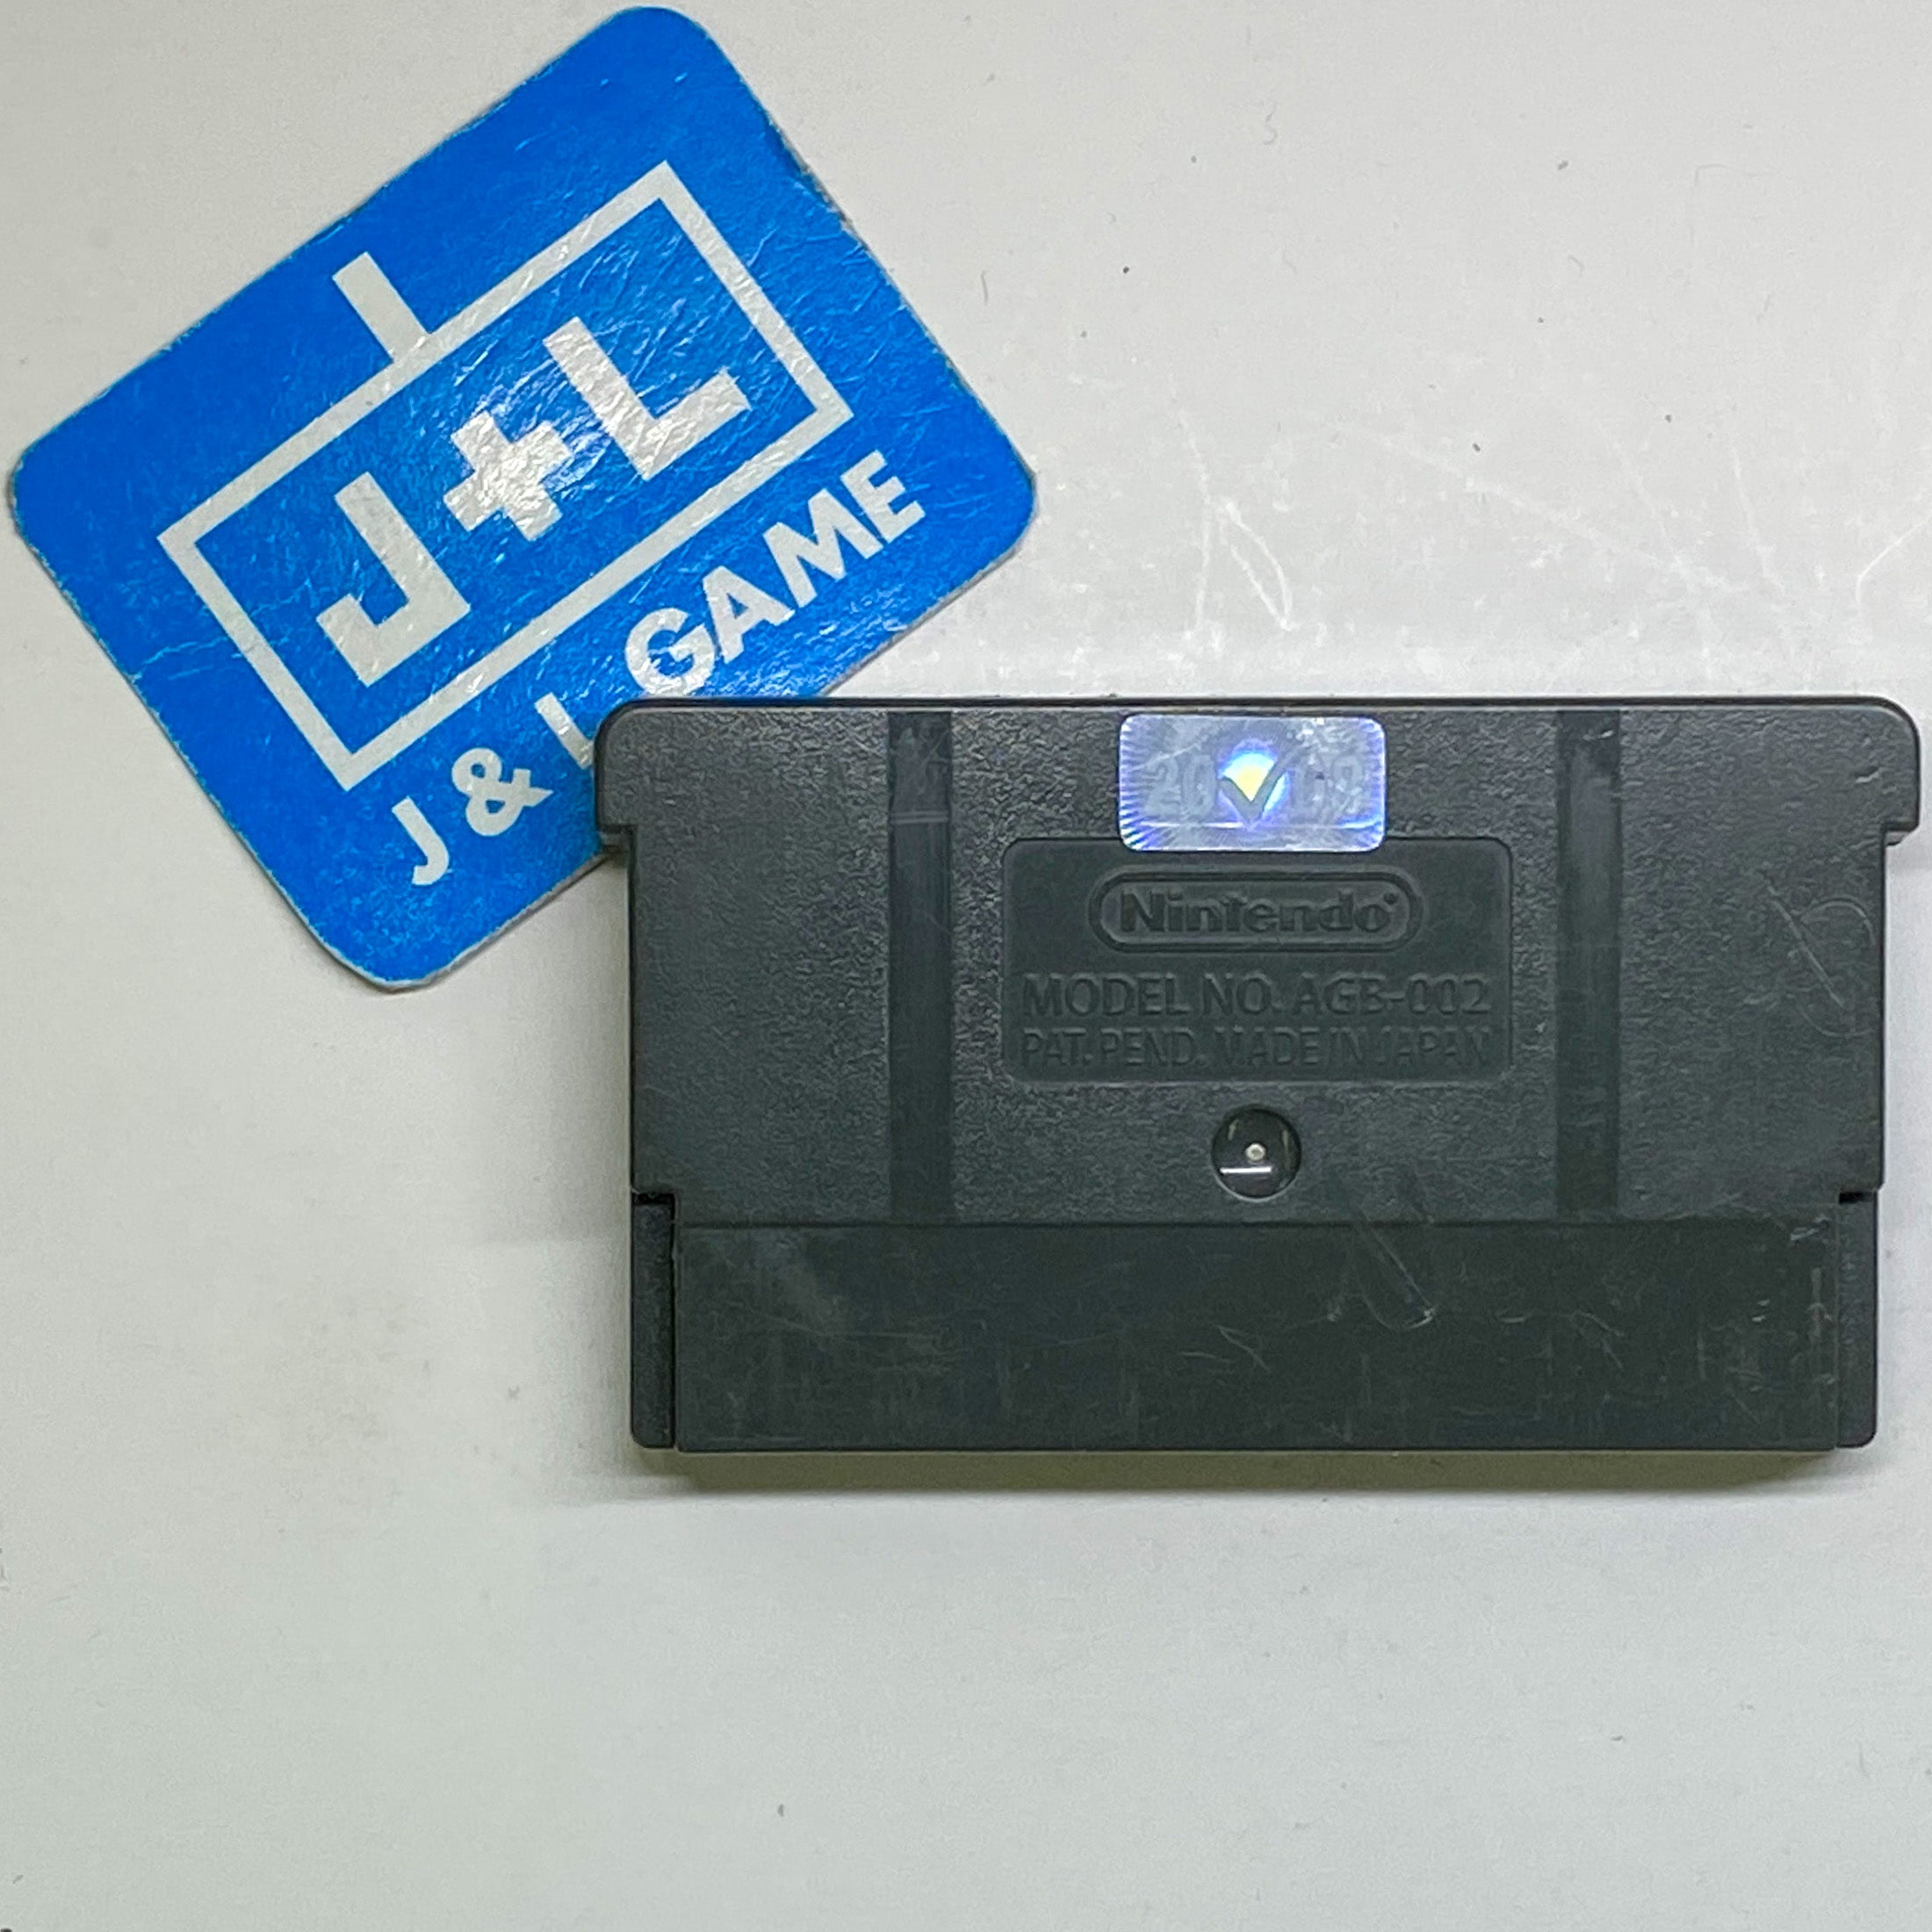 J+L
J & L GAME
Nintendo
MODEL NO. AGB-002
PAT. PEND. MADE IN JAPAN